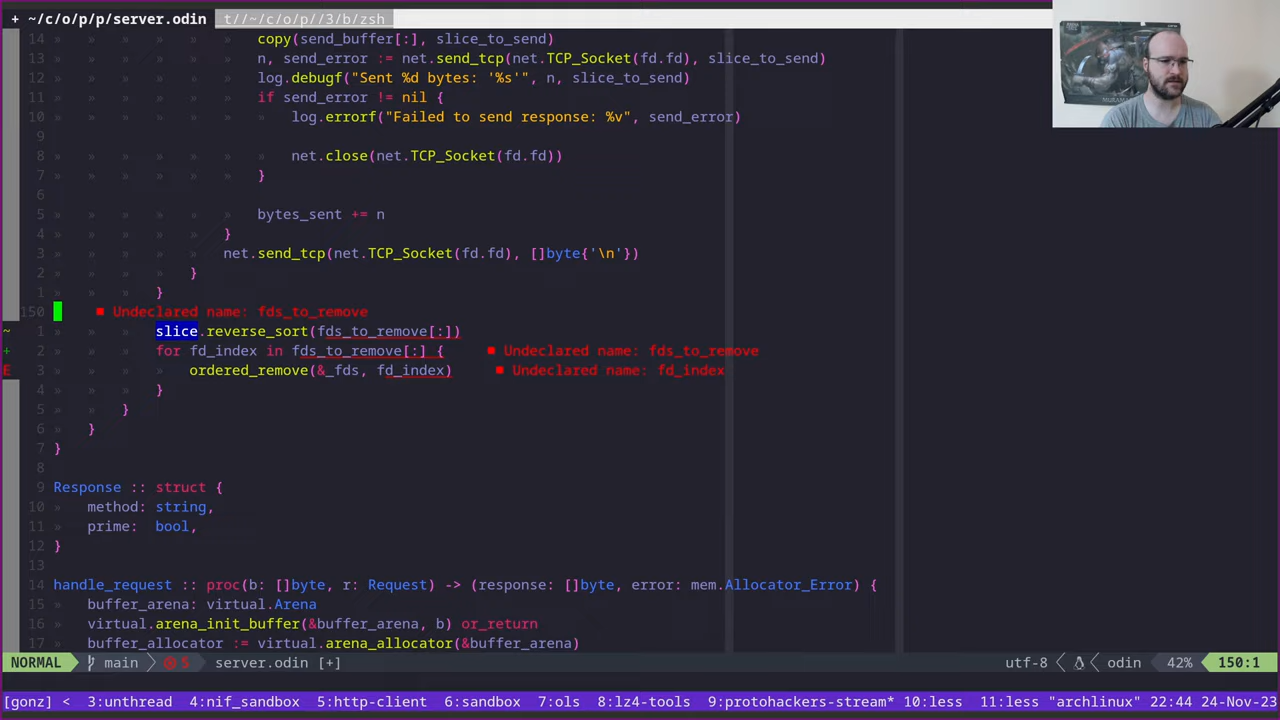 + ~/c/o/p/p/server.odin t//~/c/o/p//3/b/zsh
14 » » » » » » copy(send_buffer[:], slice_to_send)
13 » » » » » » n, send_error := net.send_tcp(net.TCP_Socket(fd.fd), slice_to_send)
12 » » » » » » log.debugf("Sent %d bytes: '%s'", n, slice_to_send)
11 » » » » » » if send_error != nil {
10 » » » » » » » log.errorf("Failed to send response: %v", send_error)
9
8 » » » » » » » net.close(net.TCP_Socket(fd.fd))
7 » » » » » » }
6
5 » » » » » » bytes_sent += n
4 » » » » » }
3 » » » » » net.send_tcp(net.TCP_Socket(fd.fd), []byte{'\n'})
2 » » » » }
1 » » » }
150 ■ Undeclared name: fds_to_remove
~ 1 » » » slice.reverse_sort(fds_to_remove[:])
+ 2 » » » for fd_index in fds_to_remove[:] { ■ Undeclared name: fds_to_remove
E 3 » » » » ordered_remove(&_fds, fd_index) ■ Undeclared name: fd_index
4 » » » }
5 » » }
6 » }
7 }
8
9 Response :: struct {
10 » method: string,
11 » prime: bool,
12 }
13
14 handle_request :: proc(b: []byte, r: Request) -> (response: []byte, error: mem.Allocator_Error) {
15 » buffer_arena: virtual.Arena
16 » virtual.arena_init_buffer(&buffer_arena, b) or_return
17 » buffer_allocator := virtual.arena_allocator(&buffer_arena)
NORMAL main 5 server.odin [+] utf-8 < < odin 42% 150:1
[gonz] < 3:unthread 4:nif_sandbox 5:http-client 6:sandbox 7:ols 8:lz4-tools 9:protohackers-stream* 10:less 11:less "archlinux" 22:44 24-Nov-23